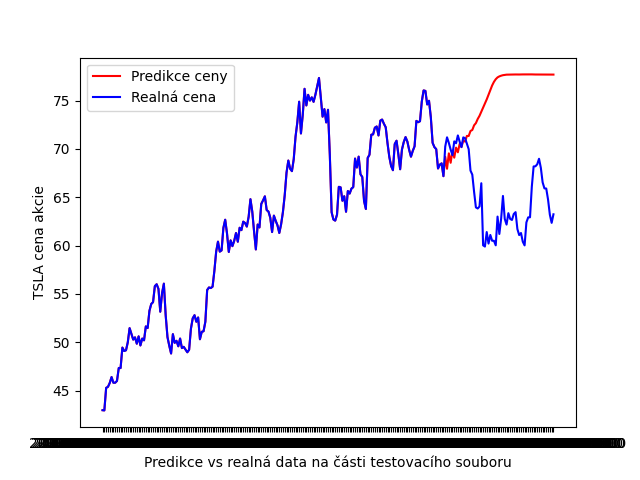 Predikce ceny
Realná cena
75
70
65
60
55
50
45
TSLA cena akcie
Predikce vs realná data na části testovacího souboru